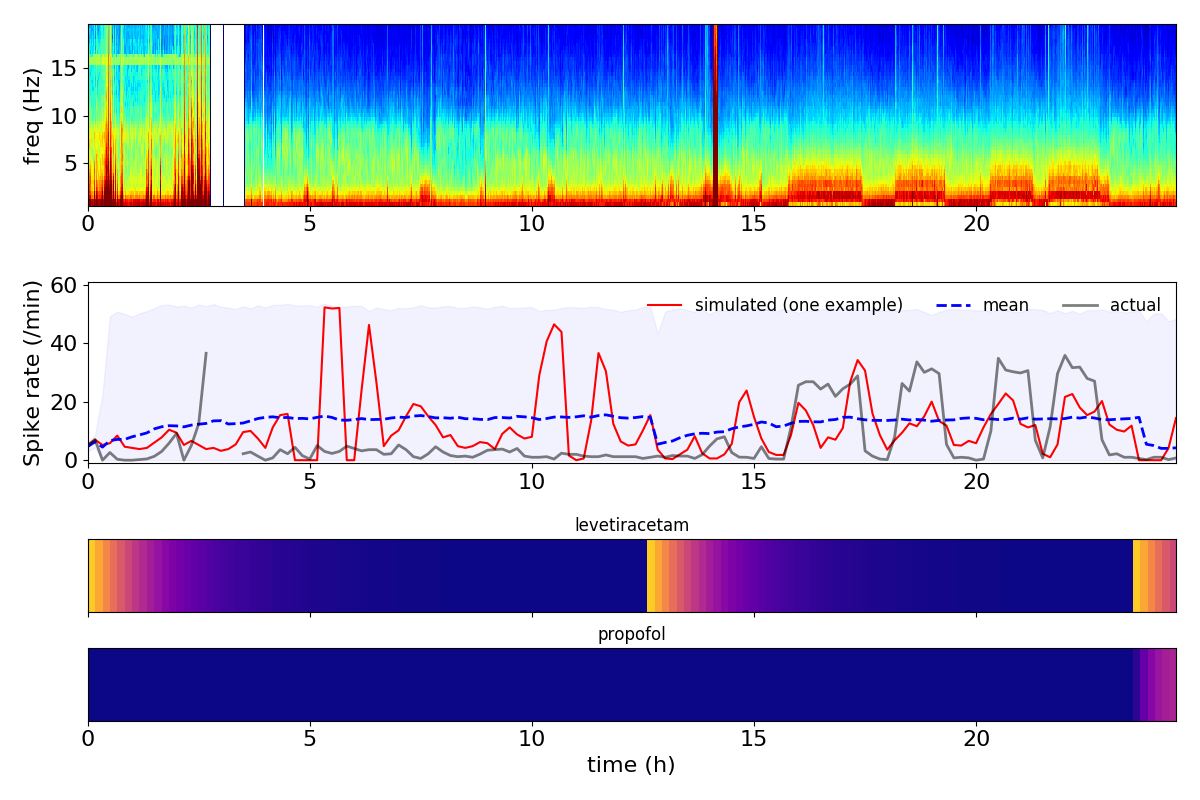 freq (Hz)
15
10
5
0 5 10 15 20
Spike rate (/min)
60
40
20
0
simulated (one example) mean actual
0 5 10 15 20
levetiracetam
propofol
0 5 10 15 20
time (h)